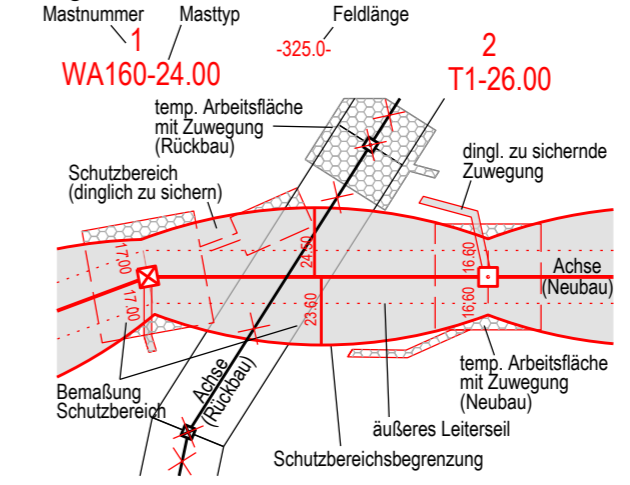 Mastnummer Masttyp Feldlänge
1 -325.0- 2
WA160-24.00 T1-26.00
temp. Arbeitsfläche
mit Zuwegung
(Rückbau)
dingl. zu sichernde
Zuwegung
Schutzbereich
(dinglich zu sichern)
17.00
17.00
24.50
23.60
16.60
16.60
Achse
(Neubau)
Achse
(Rückbau)
Bemaßung
Schutzbereich
temp. Arbeitsfläche
mit Zuwegung
(Neubau)
äußeres Leiterseil
Schutzbereichsbegrenzung